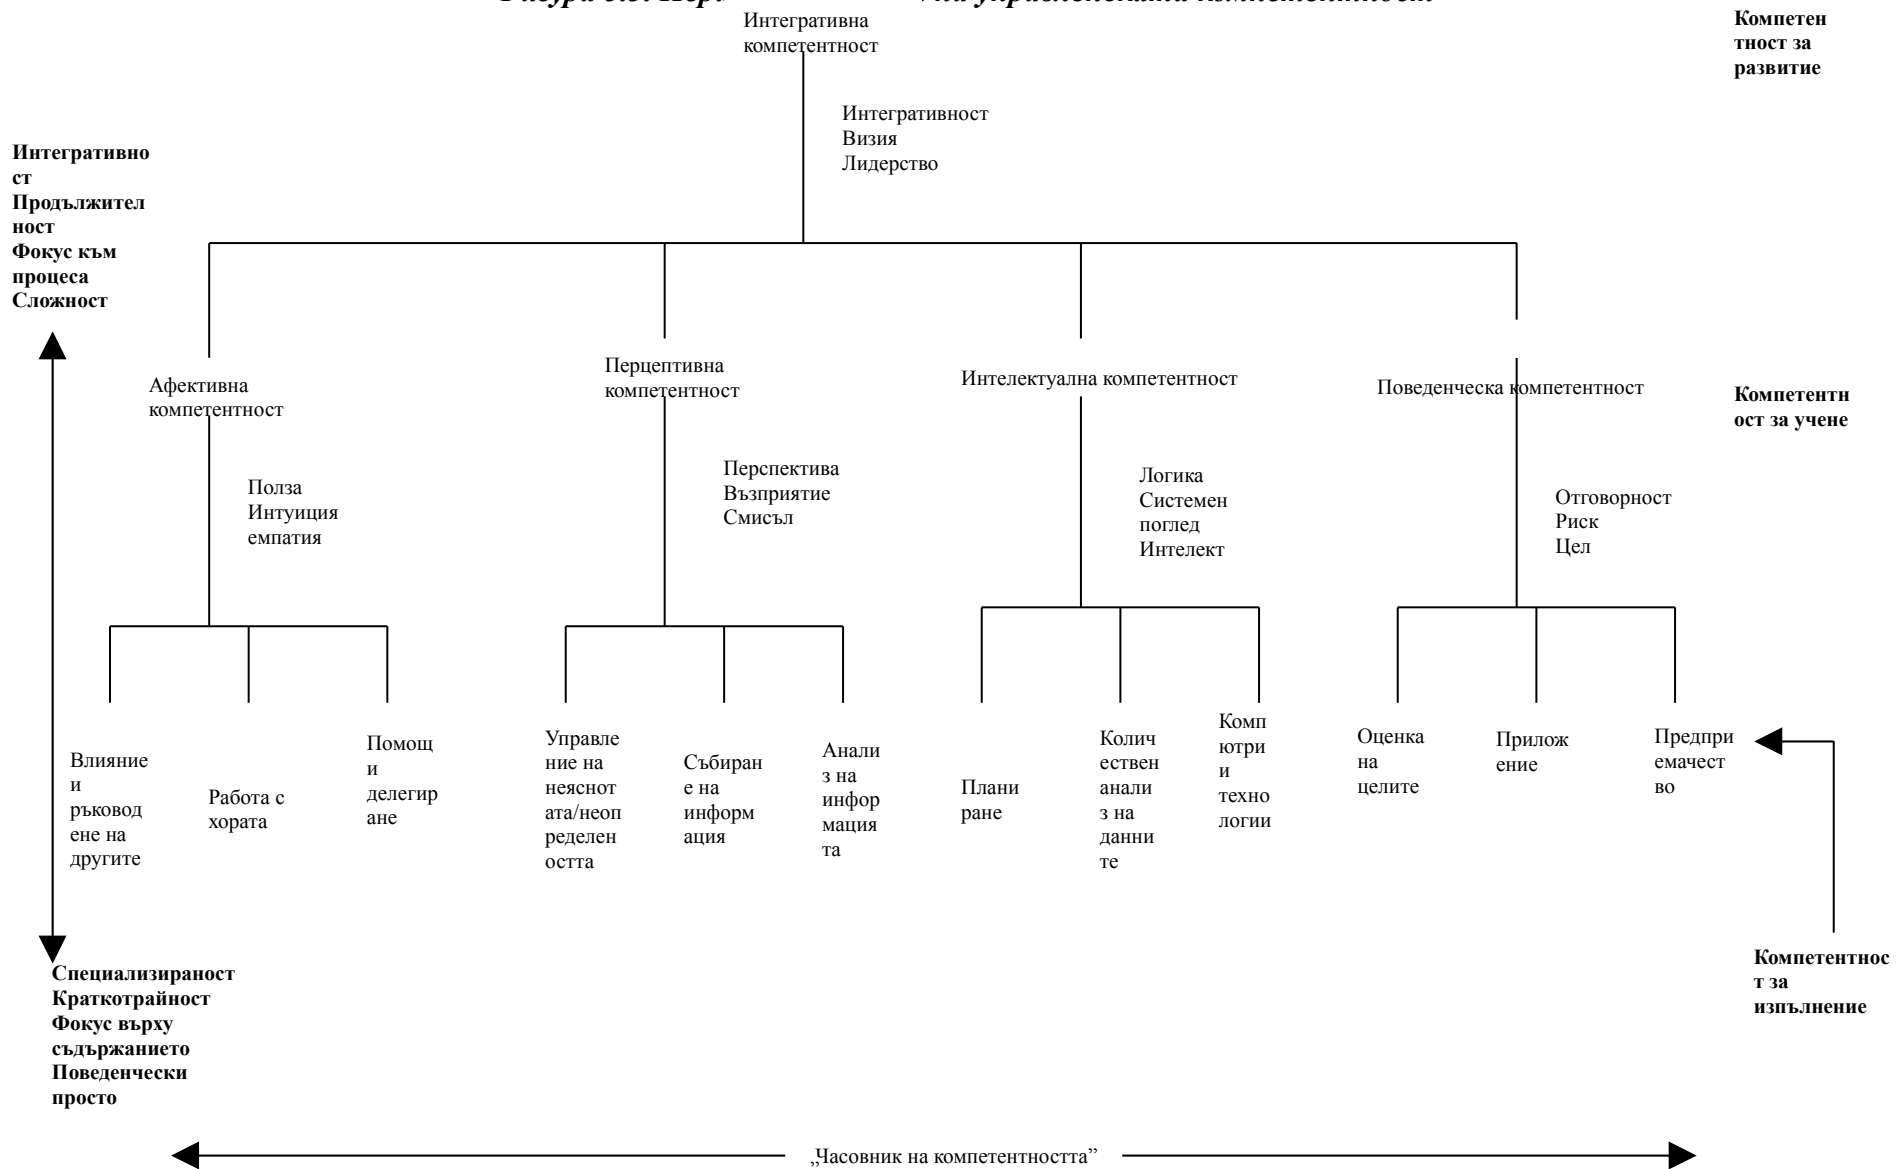 на управленската компетентност
Интегративна
компетентност
Компетен
тност за
развитие
Интегративност
Визия
Лидерство
Интегративно
ст
Продължител
ност
Фокус към
процеса
Сложност
Афективна
компетентност
Перцептивна
компетентност
Интелектуална компетентност
Поведенческа компетентност
Компетентн
ост за учене
Полза
Интуиция
емпатия
Перспектива
Възприятие
Смисъл
Логика
Системен
поглед
Интелект
Отговорност
Риск
Цел
Влияние
и
ръковод
ене на
другите
Работа с
хората
Помощ
и
делегир
ане
Управле
ние на
неяснот
ата/неоп
ределен
остта
Събиран
е на
информ
ация
Анали
з на
инфор
мация
та
Плани
ране
Колич
ествен
анали
з на
данни
те
Комп
ютри
и
техно
логии
Оценка
на
целите
Прилож
ение
Предпри
емачест
во
Специализираност
Краткотрайност
Фокус върху
съдържанието
Поведенчески
просто
Компетентнос
т за
изпълнение
„Часовник на компетентността”